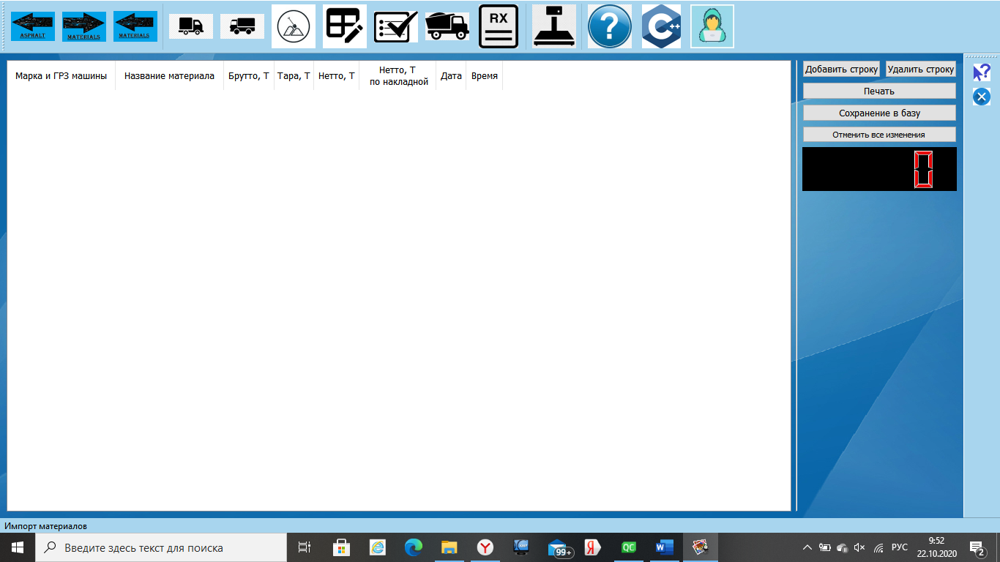 ASPHALT
MATERIALS
MATERIALS
RX
?
C++
Марка и ГРЗ машины
Название материала
Брутто, Т
Тара, Т
Нетто, Т
Нетто, Т
по накладной
Дата
Время
Добавить строку
Удалить строку
Печать
Сохранение в базу
Отменить все изменения
0
?
Импорт материалов
Введите здесь текст для поиска
Y
99+
Я
QC
W
РУС
9:52
22.10.2020
2